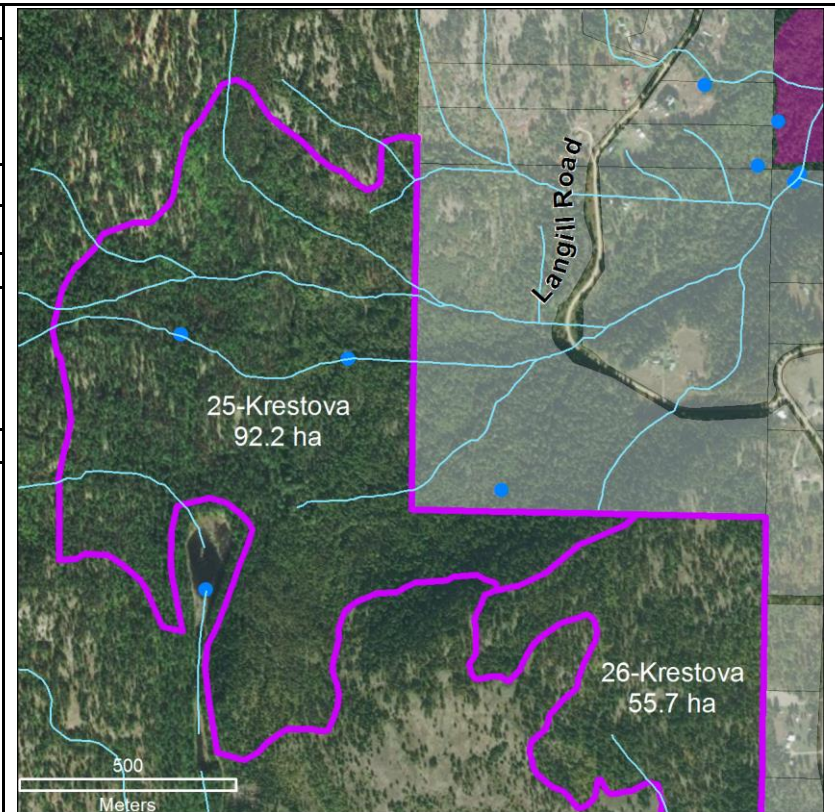 Langill Road
25-Krestova
92.2 ha
26-Krestova
55.7 ha
500
Meters